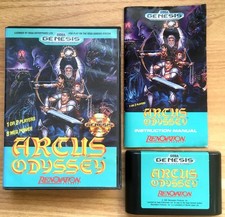 SEGA
GENESIS
1 OR 2 PLAYERS
8 MEG POWER
ARCUS
ODYSSEY
RENOVATION
GENESIS
ARCUS
ODYSSEY
INSTRUCTION MANUAL
RENOVATION
GENESIS
ARCUS
ODYSSEY
RENOVATION